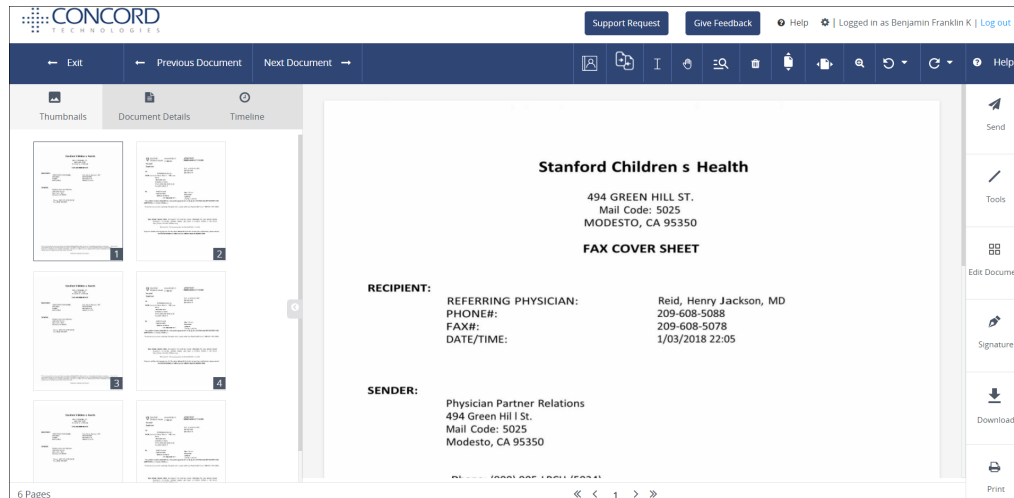 CONCORD
TECHNOLOGIES
Support Request
Give Feedback
Help
Logged in as Benjamin Franklin K | Log out
← Exit
← Previous Document
Next Document →
Help
Thumbnails
Document Details
Timeline
1
2
3
4
6 Pages
Stanford Children s Health
494 GREEN HILL ST.
Mail Code: 5025
MODESTO, CA 95350
FAX COVER SHEET
RECIPIENT:
REFERRING PHYSICIAN: Reid, Henry Jackson, MD
PHONE#: 209-608-5088
FAX#: 209-608-5078
DATE/TIME: 1/03/2018 22:05
SENDER:
Physician Partner Relations
494 Green Hil l St.
Mail Code: 5025
Modesto, CA 95350
« < 1 > »
Send
Tools
Edit Docume
Signature
Download
Print